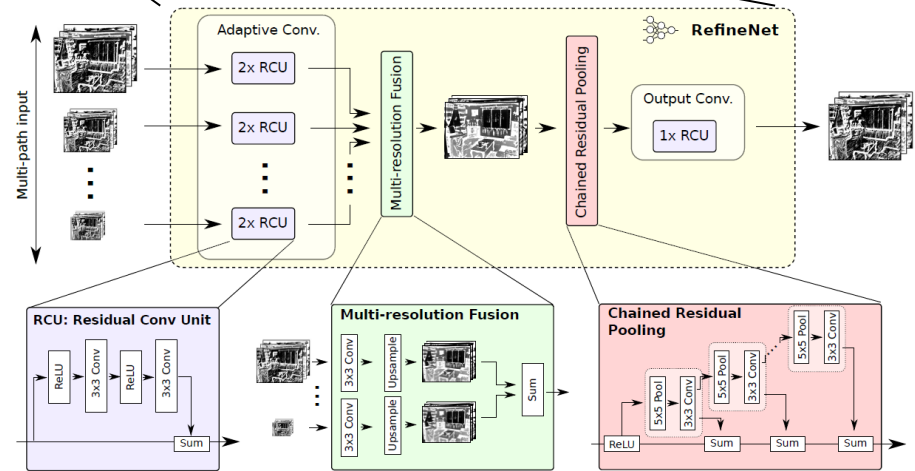 Multi-path input
Adaptive Conv.
2x RCU
2x RCU
2x RCU
Multi-resolution Fusion
Chained Residual Pooling
RefineNet
Output Conv.
1x RCU
RCU: Residual Conv Unit
ReLU
3x3 Conv
ReLU
3x3 Conv
Sum
Multi-resolution Fusion
3x3 Conv
Upsample
3x3 Conv
Upsample
Sum
Chained Residual
Pooling
ReLU
5x5 Pool
3x3 Conv
5x5 Pool
3x3 Conv
5x5 Pool
3x3 Conv
Sum
Sum
Sum